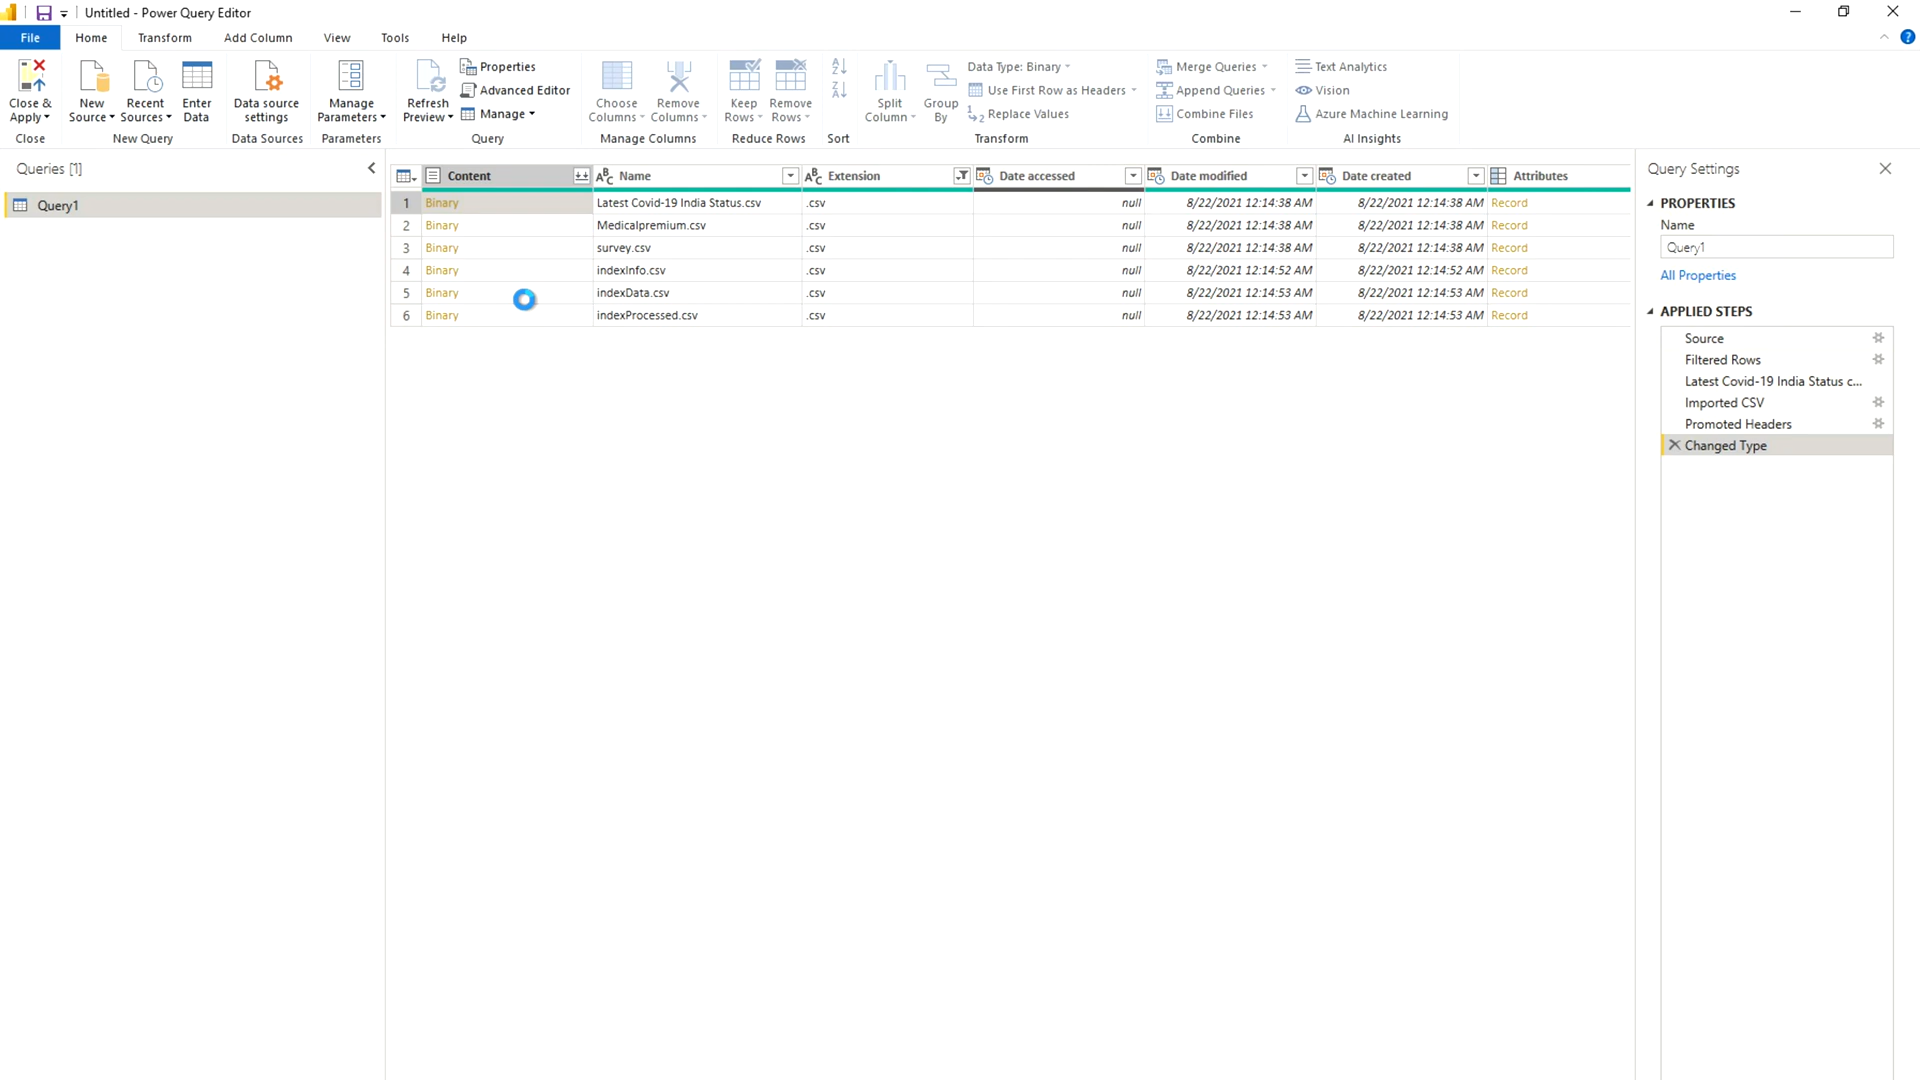 Untitled - Power Query Editor
File Home Transform Add Column View Tools Help
Close & Apply
New Source
Recent Sources
Enter Data
Data source settings
Manage Parameters
Refresh Preview
Properties
Advanced Editor
Manage
Choose Columns
Remove Columns
Keep Rows
Remove Rows
Split Column
Group By
Data Type: Binary
Use First Row as Headers
Replace Values
Merge Queries
Append Queries
Combine Files
Text Analytics
Vision
Azure Machine Learning
Close New Query Data Sources Parameters Query Manage Columns Reduce Rows Sort Transform Combine AI Insights
Queries [1]
Query1
Content Name Extension Date accessed Date modified Date created Attributes
1 Binary Latest Covid-19 India Status.csv .csv null 8/22/2021 12:14:38 AM 8/22/2021 12:14:38 AM Record
2 Binary Medicalpremium.csv .csv null 8/22/2021 12:14:38 AM 8/22/2021 12:14:38 AM Record
3 Binary survey.csv .csv null 8/22/2021 12:14:38 AM 8/22/2021 12:14:38 AM Record
4 Binary indexInfo.csv .csv null 8/22/2021 12:14:52 AM 8/22/2021 12:14:52 AM Record
5 Binary indexData.csv .csv null 8/22/2021 12:14:53 AM 8/22/2021 12:14:53 AM Record
6 Binary indexProcessed.csv .csv null 8/22/2021 12:14:53 AM 8/22/2021 12:14:53 AM Record
Query Settings
PROPERTIES
Name
Query1
All Properties
APPLIED STEPS
Source
Filtered Rows
Latest Covid-19 India Status c...
Imported CSV
Promoted Headers
Changed Type